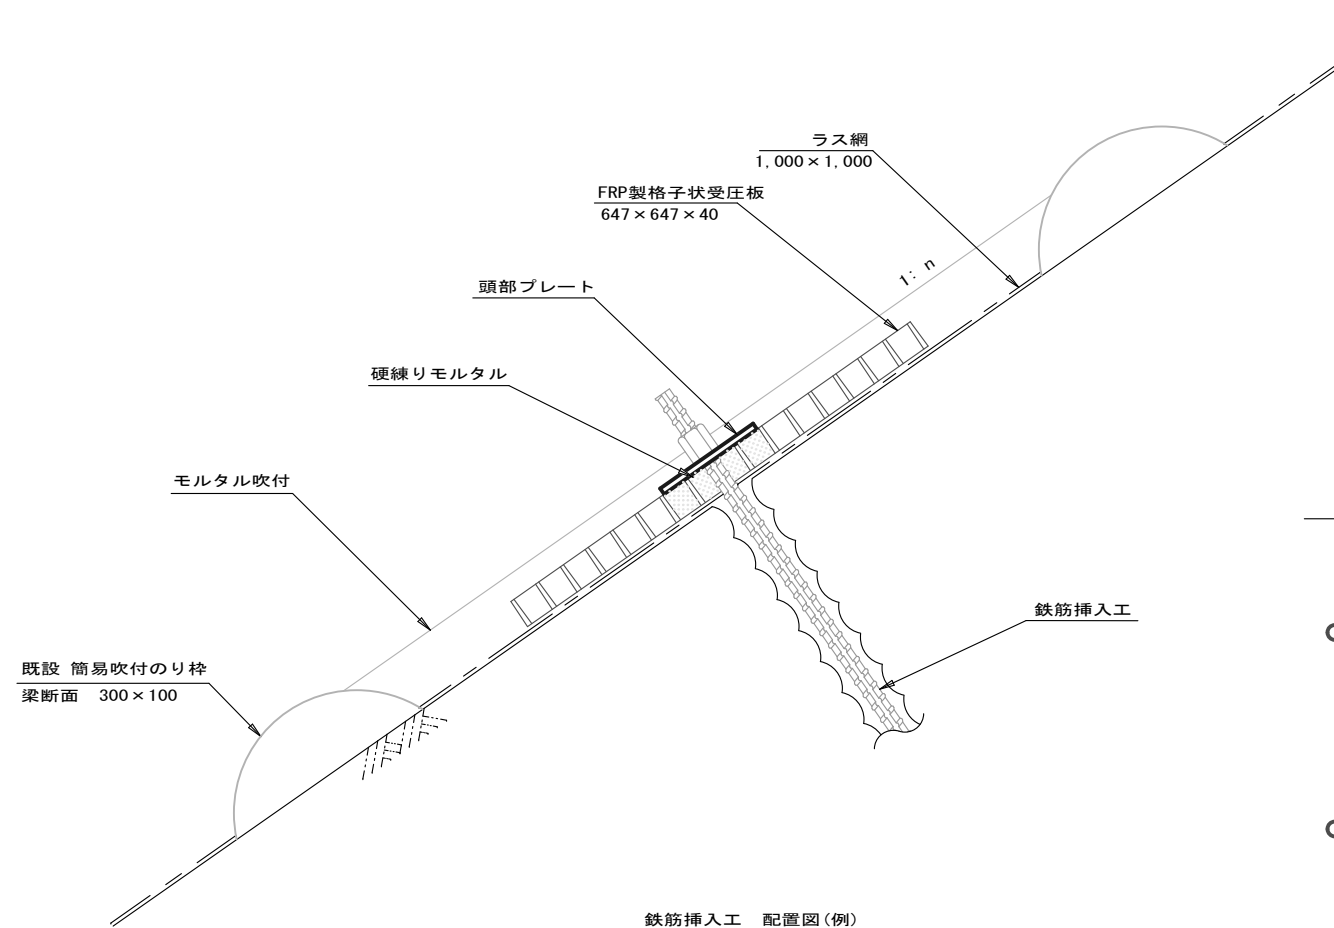 ラス網
1,000×1,000
FRP製格子状受圧板
647×647×40
1: n
頭部プレート
硬練りモルタル
モルタル吹付
鉄筋挿入工
既設 簡易吹付のり枠
梁断面 300×100
鉄筋挿入工 配置図(例)